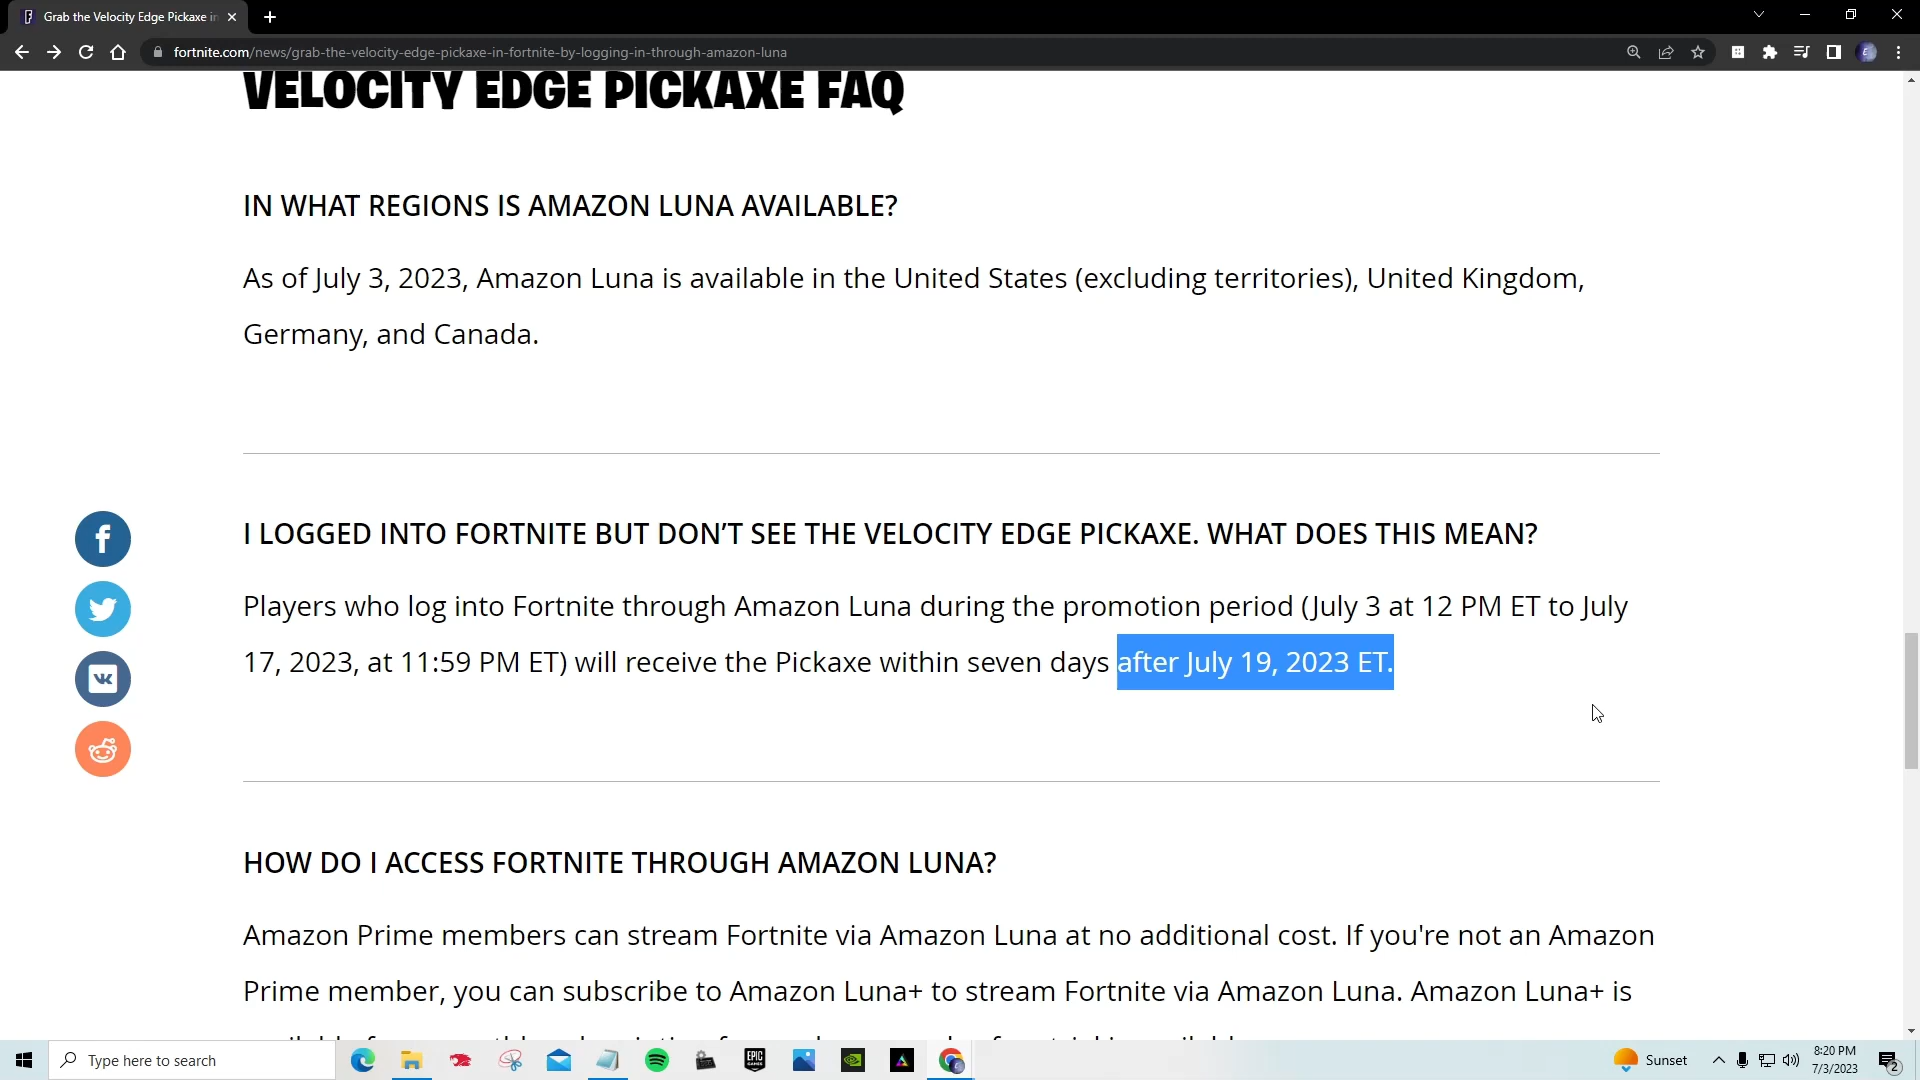 Grab the Velocity Edge Pickaxe in
fortnite.com/news/grab-the-velocity-edge-pickaxe-in-fortnite-by-logging-in-through-amazon-luna
VELOCITY EDGE PICKAXE FAQ
IN WHAT REGIONS IS AMAZON LUNA AVAILABLE?
As of July 3, 2023, Amazon Luna is available in the United States (excluding territories), United Kingdom,
Germany, and Canada.
I LOGGED INTO FORTNITE BUT DON’T SEE THE VELOCITY EDGE PICKAXE. WHAT DOES THIS MEAN?
Players who log into Fortnite through Amazon Luna during the promotion period (July 3 at 12 PM ET to July
17, 2023, at 11:59 PM ET) will receive the Pickaxe within seven days after July 19, 2023 ET.
HOW DO I ACCESS FORTNITE THROUGH AMAZON LUNA?
Amazon Prime members can stream Fortnite via Amazon Luna at no additional cost. If you're not an Amazon
Prime member, you can subscribe to Amazon Luna+ to stream Fortnite via Amazon Luna. Amazon Luna+ is
Type here to search
EPIC
GAMES
Sunset
8:20 PM
7/3/2023
2